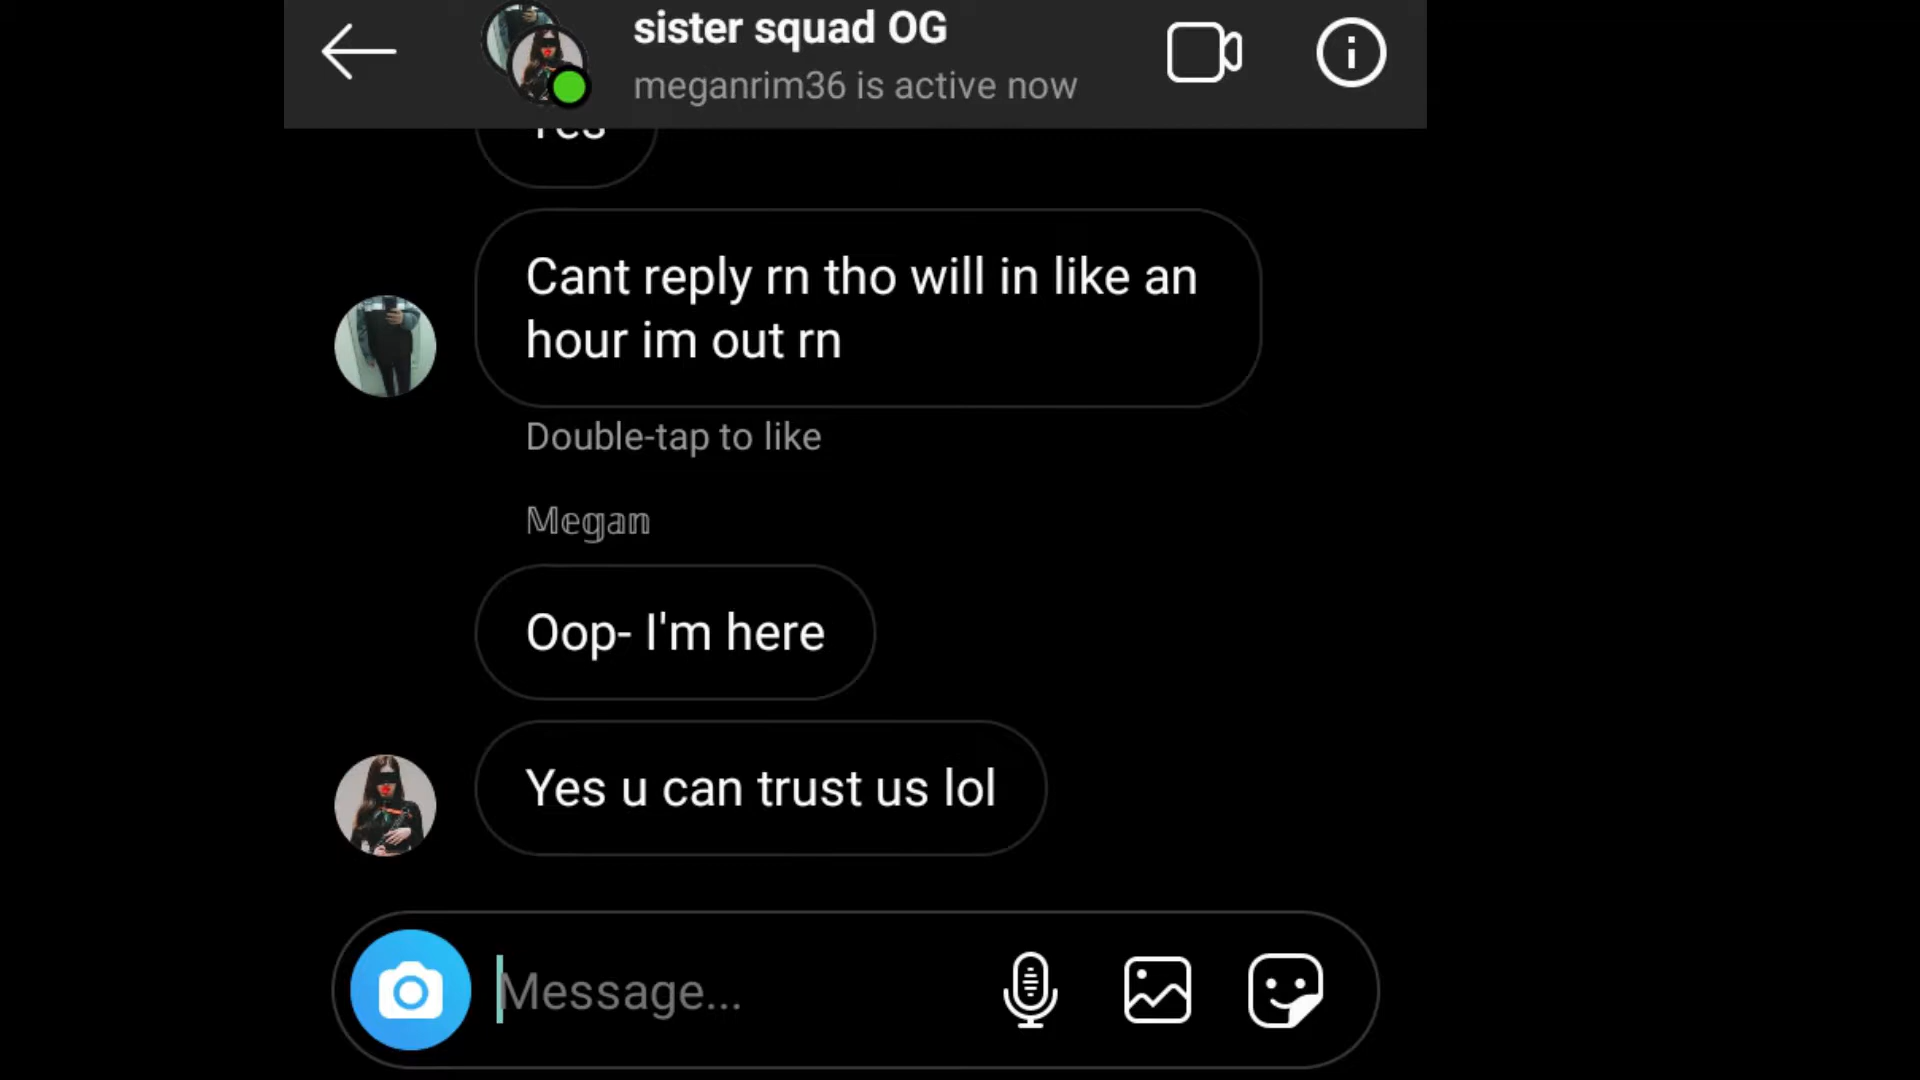 sister squad OG
meganrim36 is active now
Yes
Cant reply rn tho will in like an
hour im out rn
Double-tap to like
𝕄𝕖𝕘𝕒𝕟
Oop- I'm here
Yes u can trust us lol
Message...